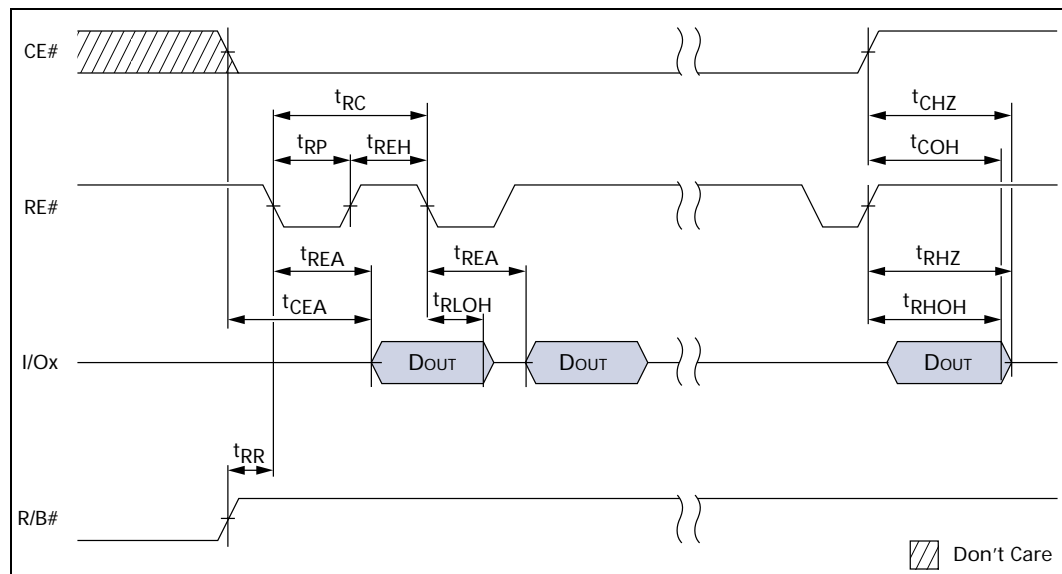 CE#
tCHZ
tRC
tCOH
tRP
tREH
RE#
tREA
tREA
tRHZ
tCEA
tRLOH
tRHOH
I/Ox
DOUT
DOUT
DOUT
tRR
R/B#
Don't Care